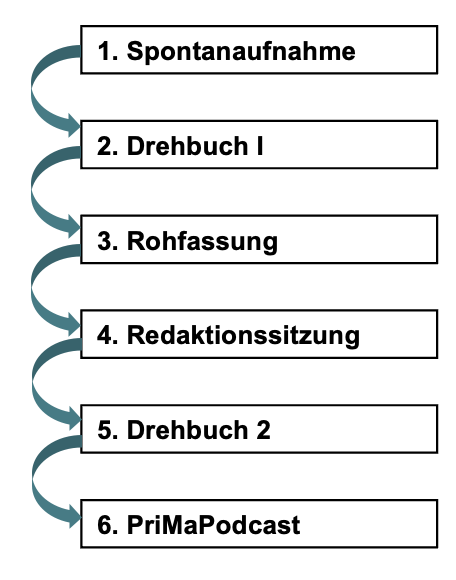 1. Spontanaufnahme
2. Drehbuch I
3. Rohfassung
4. Redaktionssitzung
5. Drehbuch 2
6. PriMaPodcast